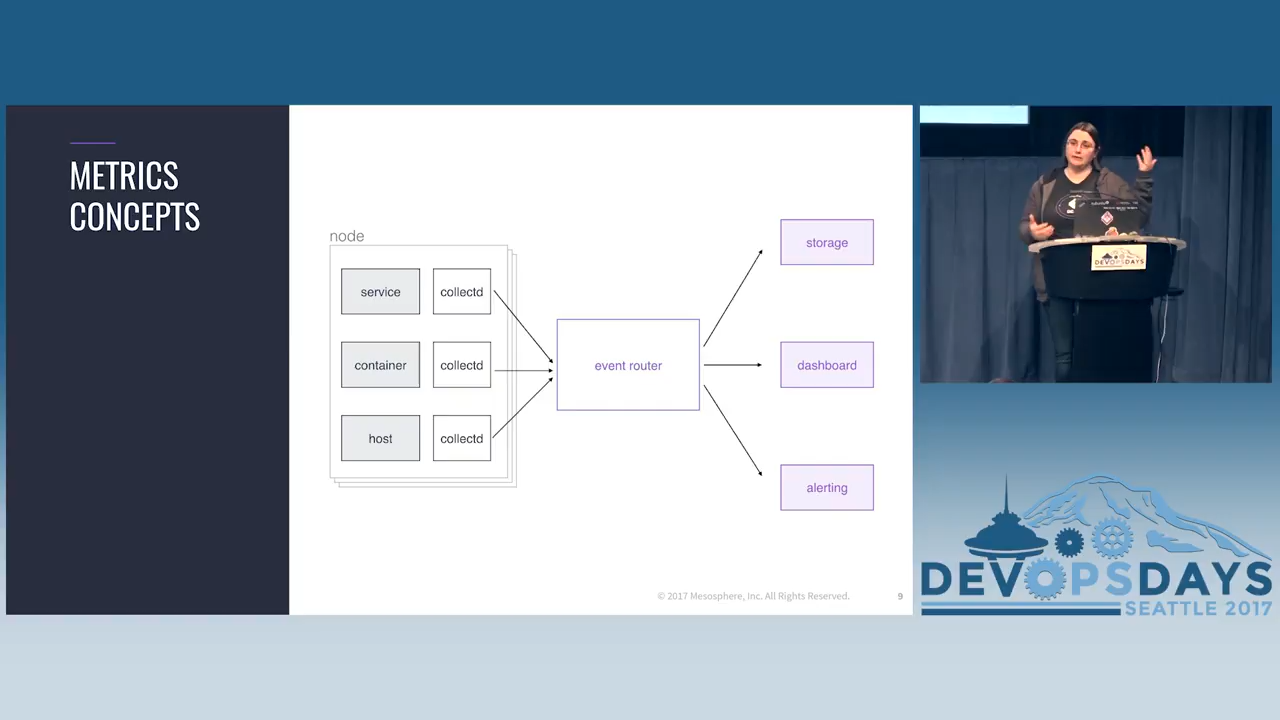 METRICS
CONCEPTS
node
service
collectd
container
collectd
host
collectd
event router
storage
dashboard
alerting
© 2017 Mesosphere, Inc. All Rights Reserved.
9
DEVOPSDAYS
DEVOPSDAYS
SEATTLE 2017